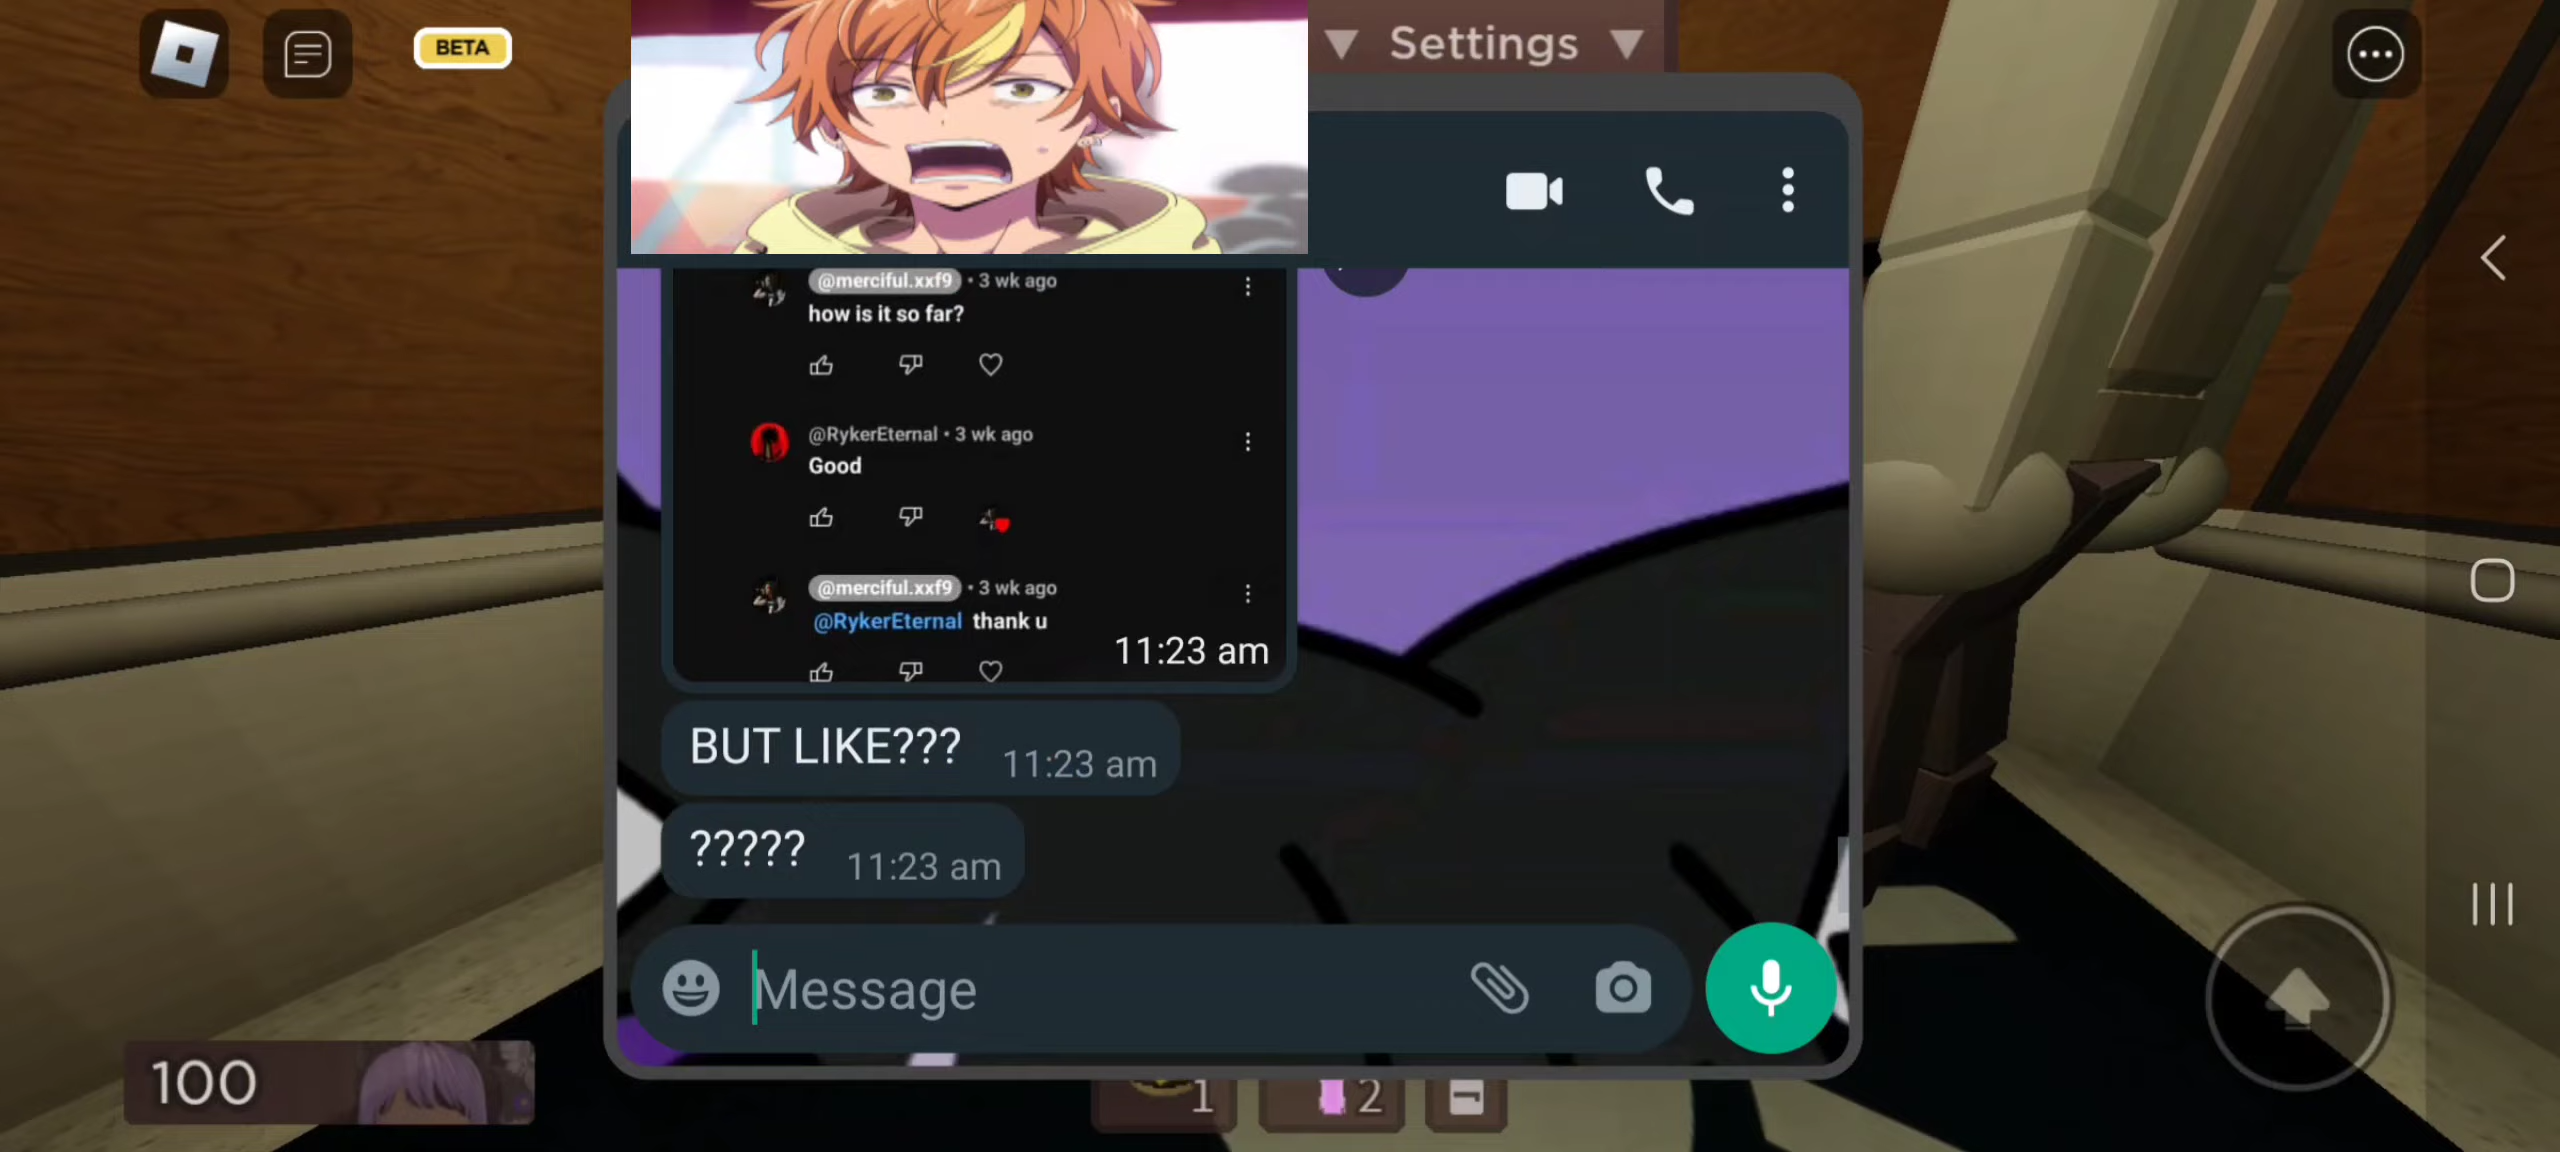 BETA
▼ Settings ▼
@merciful.xxf9 • 3 wk ago
how is it so far?
@RykerEternal • 3 wk ago
Good
@merciful.xxf9 • 3 wk ago
@RykerEternal thank u
11:23 am
BUT LIKE??? 11:23 am
????? 11:23 am
Message
100
1
2